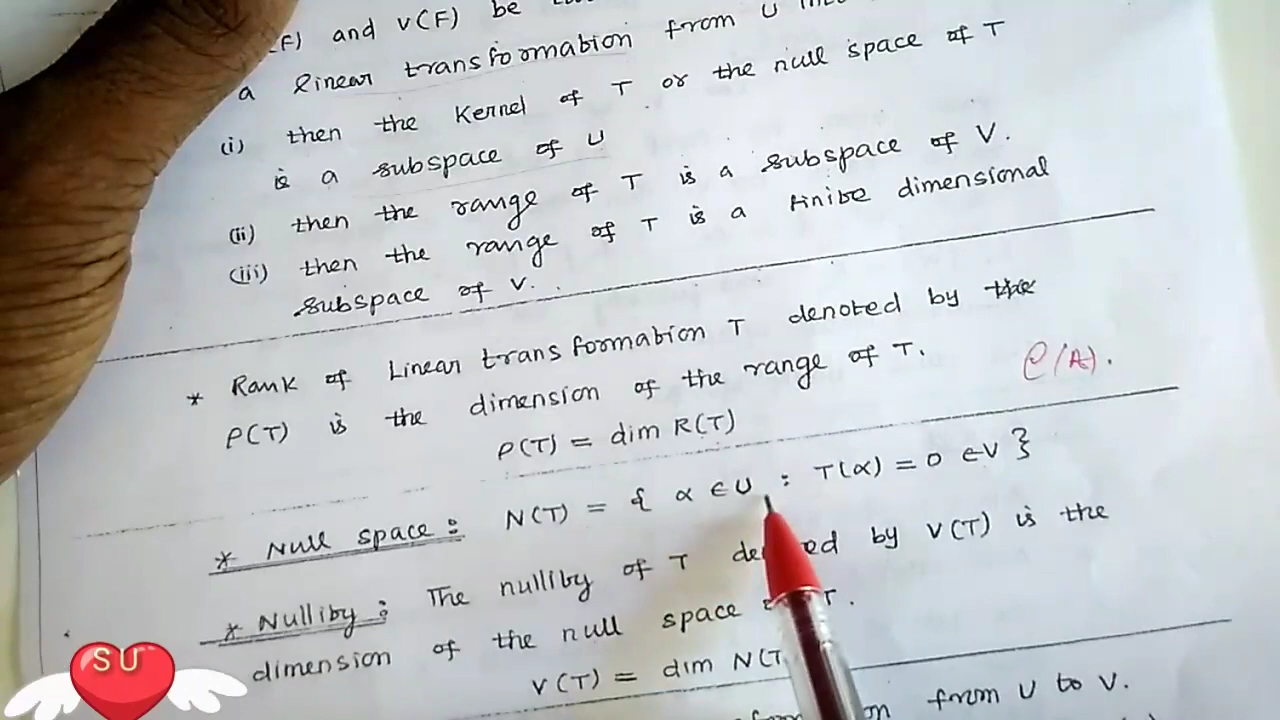 (F) and V(F) be
a linear transformation from U
(i) then the Kernel of T or the null space of T
is a subspace of U
(ii) then the range of T is a subspace of V.
(iii) then the range of T is a finite dimensional
subspace of V.
* Rank of Linear transformation T denoted by the
ρ(T) is the dimension of the range of T.
ρ(A).
ρ(T) = dim R(T)
* Null space: N(T) = { α ∈ U : T(α) = 0 ∈ V }
* Nullity: The nullity of T denoted by ν(T) is the
dimension of the null space T.
ν(T) = dim N(T
from U to V.
SU